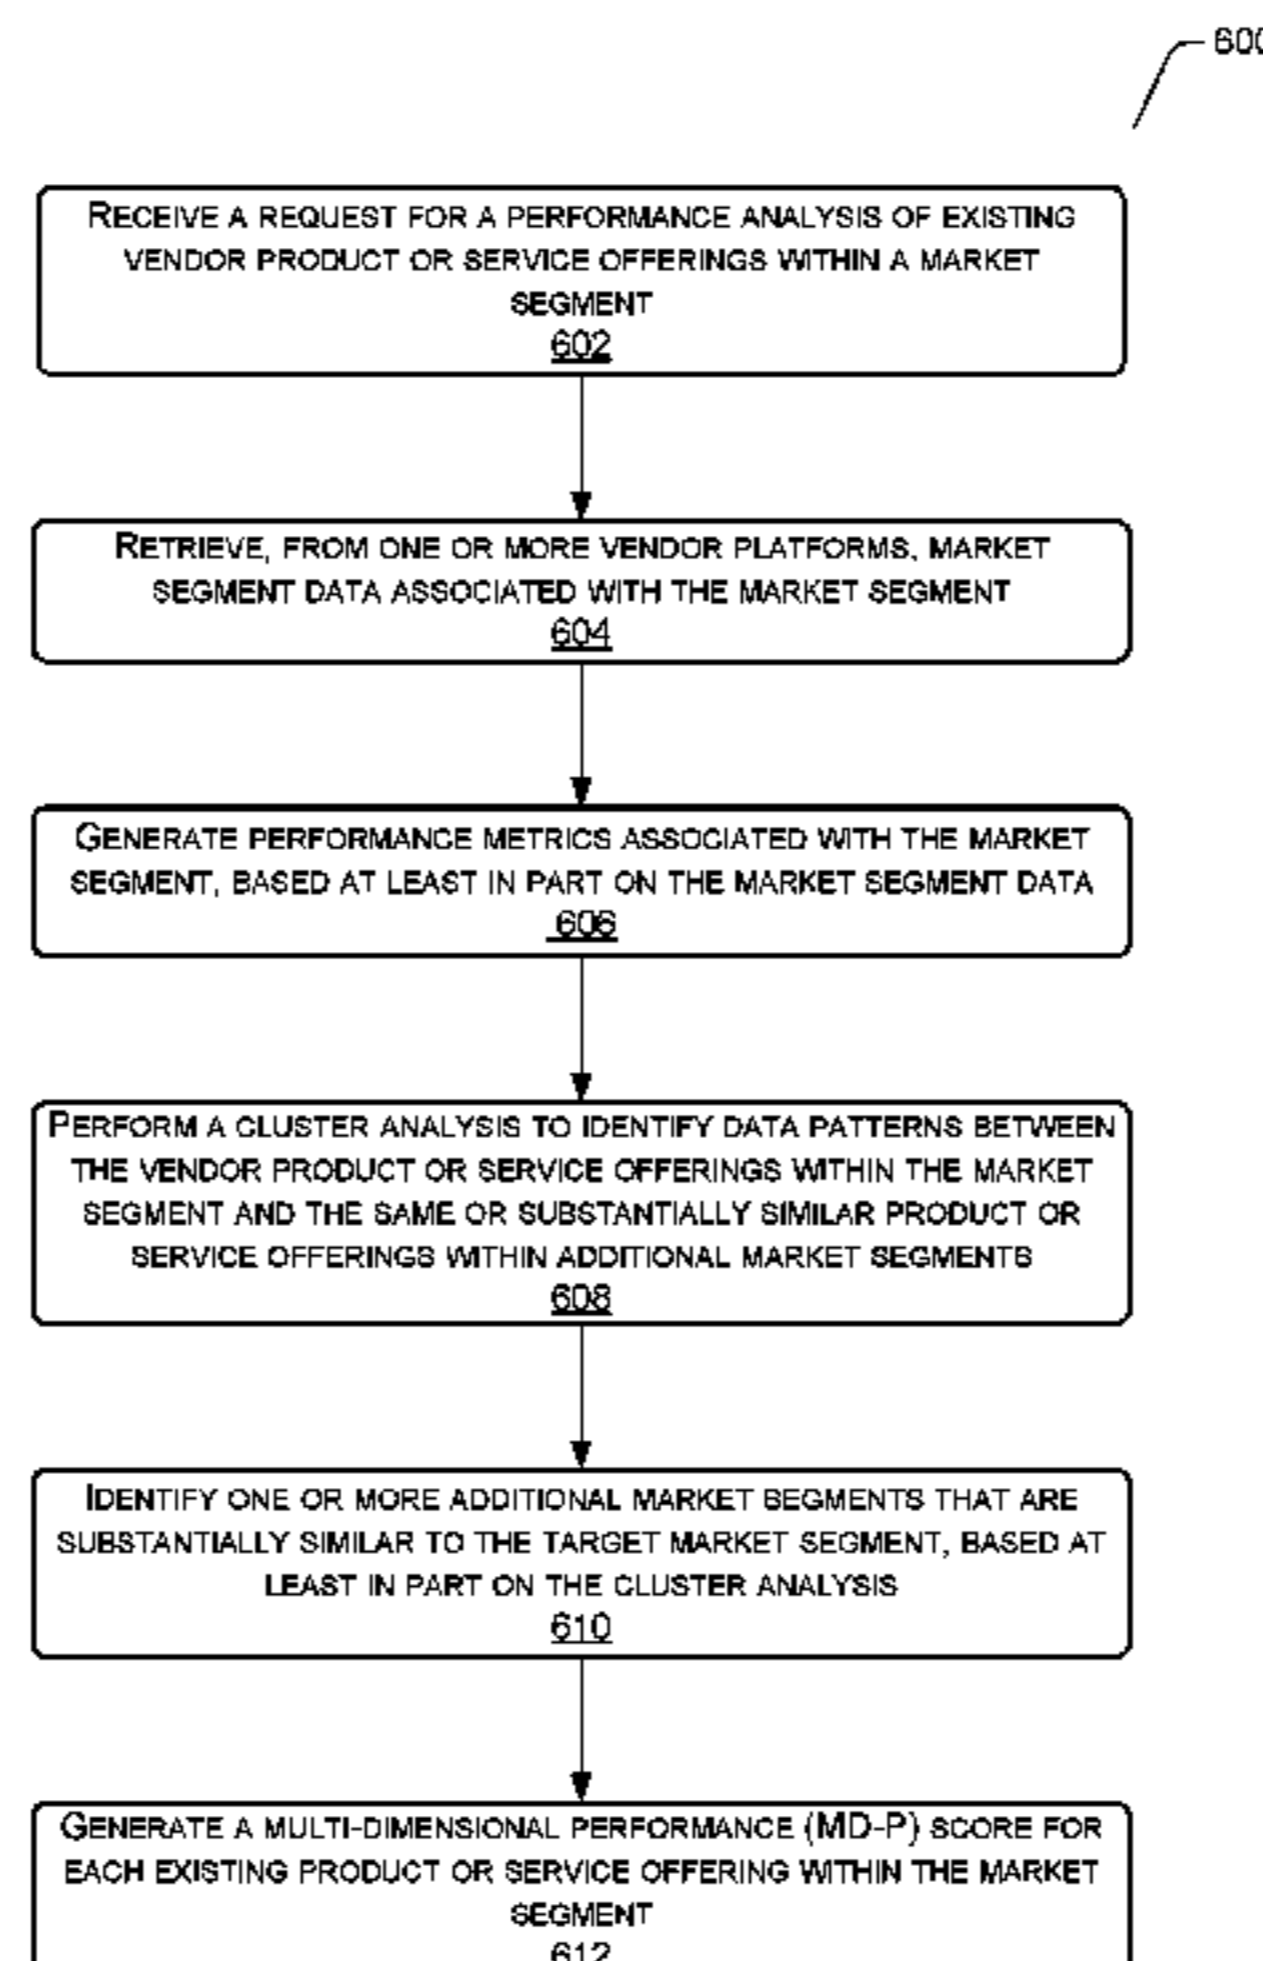 600
RECEIVE A REQUEST FOR A PERFORMANCE ANALYSIS OF EXISTING
VENDOR PRODUCT OR SERVICE OFFERINGS WITHIN A MARKET
SEGMENT
602
RETRIEVE, FROM ONE OR MORE VENDOR PLATFORMS, MARKET
SEGMENT DATA ASSOCIATED WITH THE MARKET SEGMENT
604
GENERATE PERFORMANCE METRICS ASSOCIATED WITH THE MARKET
SEGMENT, BASED AT LEAST IN PART ON THE MARKET SEGMENT DATA
606
PERFORM A CLUSTER ANALYSIS TO IDENTIFY DATA PATTERNS BETWEEN
THE VENDOR PRODUCT OR SERVICE OFFERINGS WITHIN THE MARKET
SEGMENT AND THE SAME OR SUBSTANTIALLY SIMILAR PRODUCT OR
SERVICE OFFERINGS WITHIN ADDITIONAL MARKET SEGMENTS
608
IDENTIFY ONE OR MORE ADDITIONAL MARKET SEGMENTS THAT ARE
SUBSTANTIALLY SIMILAR TO THE TARGET MARKET SEGMENT, BASED AT
LEAST IN PART ON THE CLUSTER ANALYSIS
610
GENERATE A MULTI-DIMENSIONAL PERFORMANCE (MD-P) SCORE FOR
EACH EXISTING PRODUCT OR SERVICE OFFERING WITHIN THE MARKET
SEGMENT
612